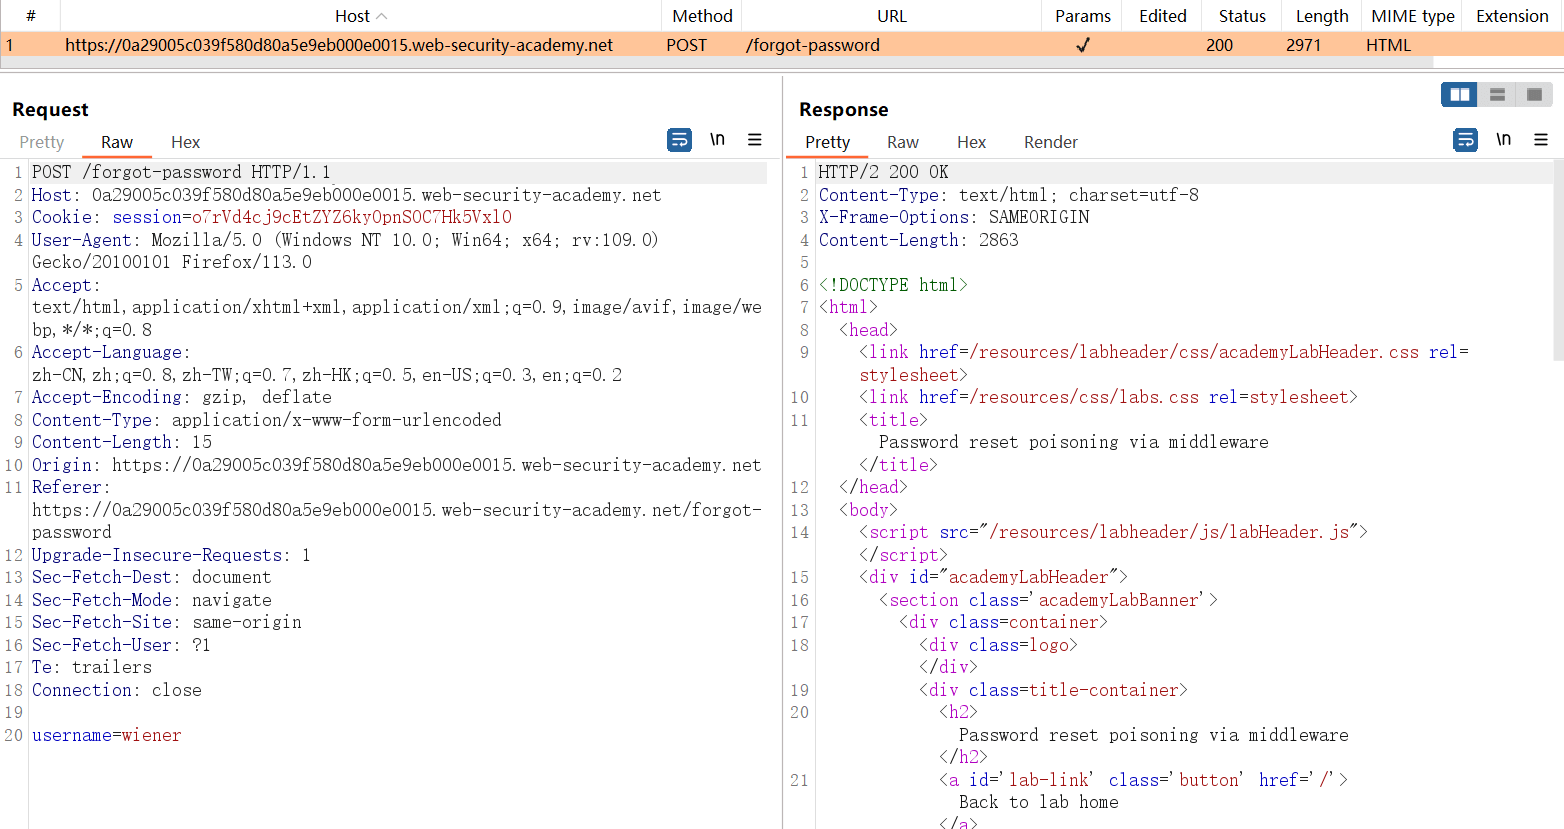 # Host Method URL Params Edited Status Length MIME type Extension
1 https://0a29005c039f580d80a5e9eb000e0015.web-security-academy.net POST /forgot-password ✓ 200 2971 HTML
Request
Pretty Raw Hex \n
1 POST /forgot-password HTTP/1.1
2 Host: 0a29005c039f580d80a5e9eb000e0015.web-security-academy.net
3 Cookie: session=o7rVd4cj9cEtZYZ6ky0pnS0C7Hk5Vxl0
4 User-Agent: Mozilla/5.0 (Windows NT 10.0; Win64; x64; rv:109.0)
Gecko/20100101 Firefox/113.0
5 Accept:
text/html,application/xhtml+xml,application/xml;q=0.9,image/avif,image/we
bp,*/*;q=0.8
6 Accept-Language:
zh-CN,zh;q=0.8,zh-TW;q=0.7,zh-HK;q=0.5,en-US;q=0.3,en;q=0.2
7 Accept-Encoding: gzip, deflate
8 Content-Type: application/x-www-form-urlencoded
9 Content-Length: 15
10 Origin: https://0a29005c039f580d80a5e9eb000e0015.web-security-academy.net
11 Referer:
https://0a29005c039f580d80a5e9eb000e0015.web-security-academy.net/forgot-
password
12 Upgrade-Insecure-Requests: 1
13 Sec-Fetch-Dest: document
14 Sec-Fetch-Mode: navigate
15 Sec-Fetch-Site: same-origin
16 Sec-Fetch-User: ?1
17 Te: trailers
18 Connection: close
19
20 username=wiener
Response
Pretty Raw Hex Render \n
1 HTTP/2 200 OK
2 Content-Type: text/html; charset=utf-8
3 X-Frame-Options: SAMEORIGIN
4 Content-Length: 2863
5
6 <!DOCTYPE html>
7 <html>
8 <head>
9 <link href=/resources/labheader/css/academyLabHeader.css rel=
stylesheet>
10 <link href=/resources/css/labs.css rel=stylesheet>
11 <title>
Password reset poisoning via middleware
</title>
12 </head>
13 <body>
14 <script src="/resources/labheader/js/labHeader.js">
</script>
15 <div id="academyLabHeader">
16 <section class='academyLabBanner'>
17 <div class=container>
18 <div class=logo>
</div>
19 <div class=title-container>
20 <h2>
Password reset poisoning via middleware
</h2>
21 <a id='lab-link' class='button' href='/'>
Back to lab home
</a>